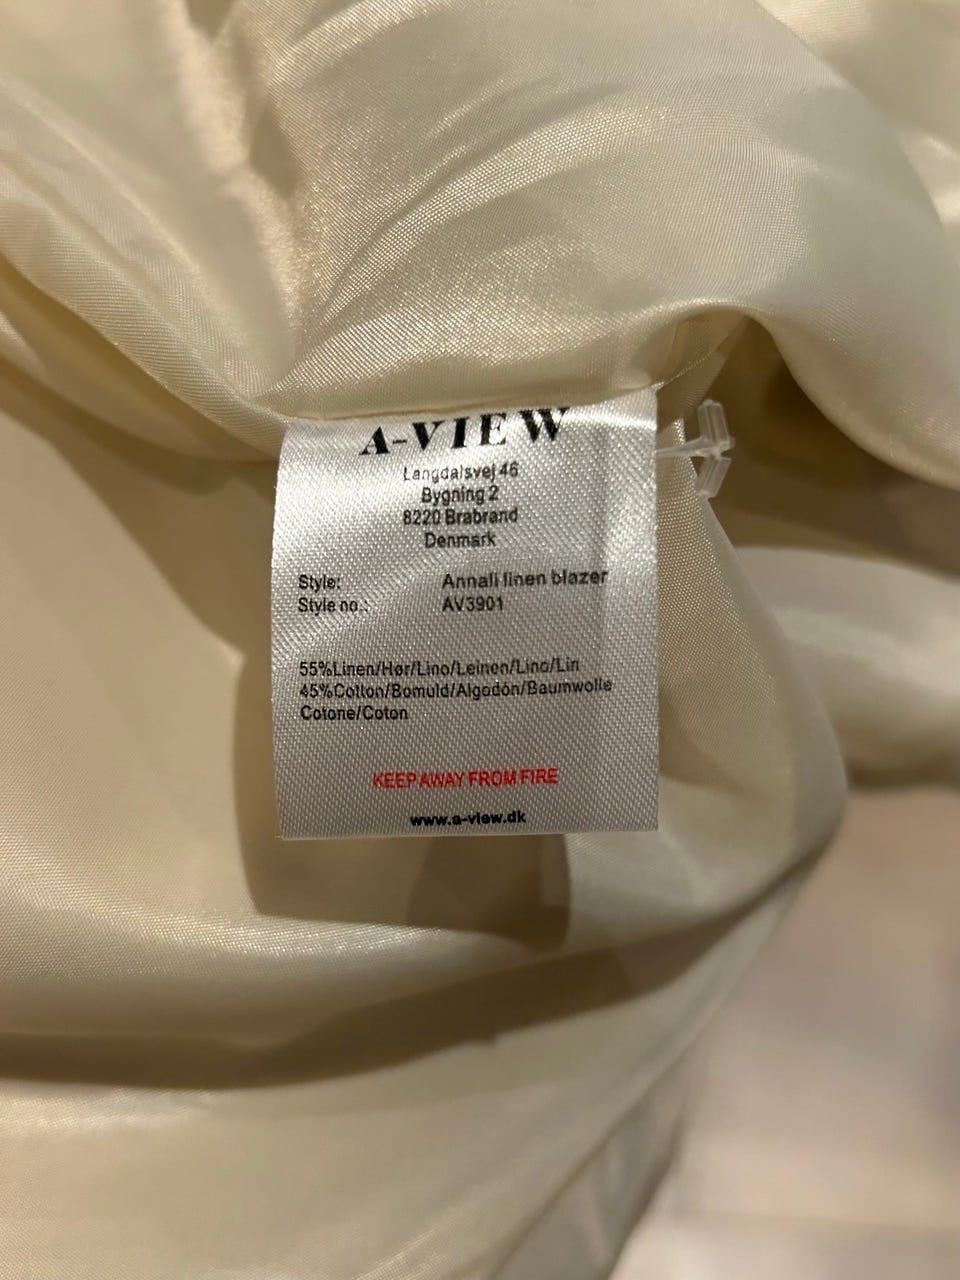 A-VIEW
Langdalsvej 46
Bygning 2
8220 Brabrand
Denmark
Style: Annali linen blazer
Style no.: AV3901
55%Linen/Hør/Lino/Leinen/Lino/Lin
45%Cotton/Bomuld/Algodón/Baumwolle
Cotone/Coton
KEEP AWAY FROM FIRE
www.a-view.dk